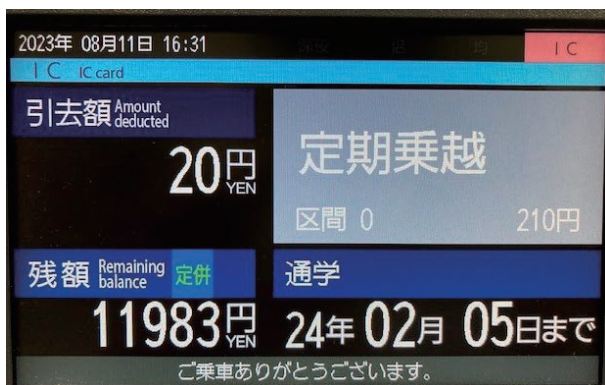 2023年 08月11日 16:31
IC
IC IC card
引去額 Amount deducted
20円 YEN
定期乗越
区間 0 210円
残額 Remaining balance 定併
11983円 YEN
通学
24年 02月 05日まで
ご乗車ありがとうございます。